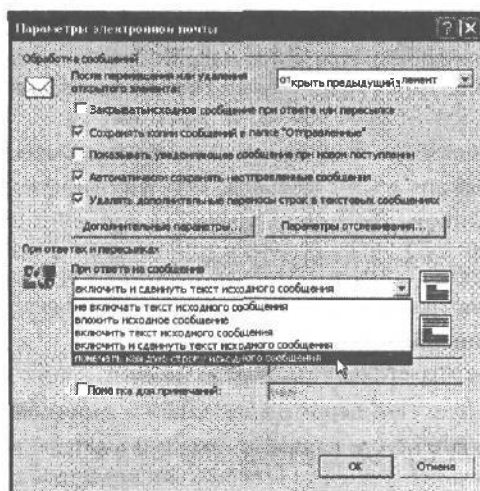 Параметры электронной почты
Обработка сообщений
После перемещения или удаления открытого элемента:
открыть предыдущий элемент
Закрывать исходное сообщение при ответе или пересылке
Сохранять копии сообщений в папке "Отправленные"
Показывать уведомляющее сообщение при новом поступлении
Автоматически сохранять неотправленные сообщения
Удалять дополнительные переносы строк в текстовых сообщениях
Дополнительные параметры...
Параметры отслеживания...
При ответах и пересылках
При ответе на сообщение
включить и сдвинуть текст исходного сообщения
не включать текст исходного сообщения
вложить исходное сообщение
включить текст исходного сообщения
включить и сдвинуть текст исходного сообщения
помечать каждую строку исходного сообщения
Пометка для примечаний:
ОК
Отмена